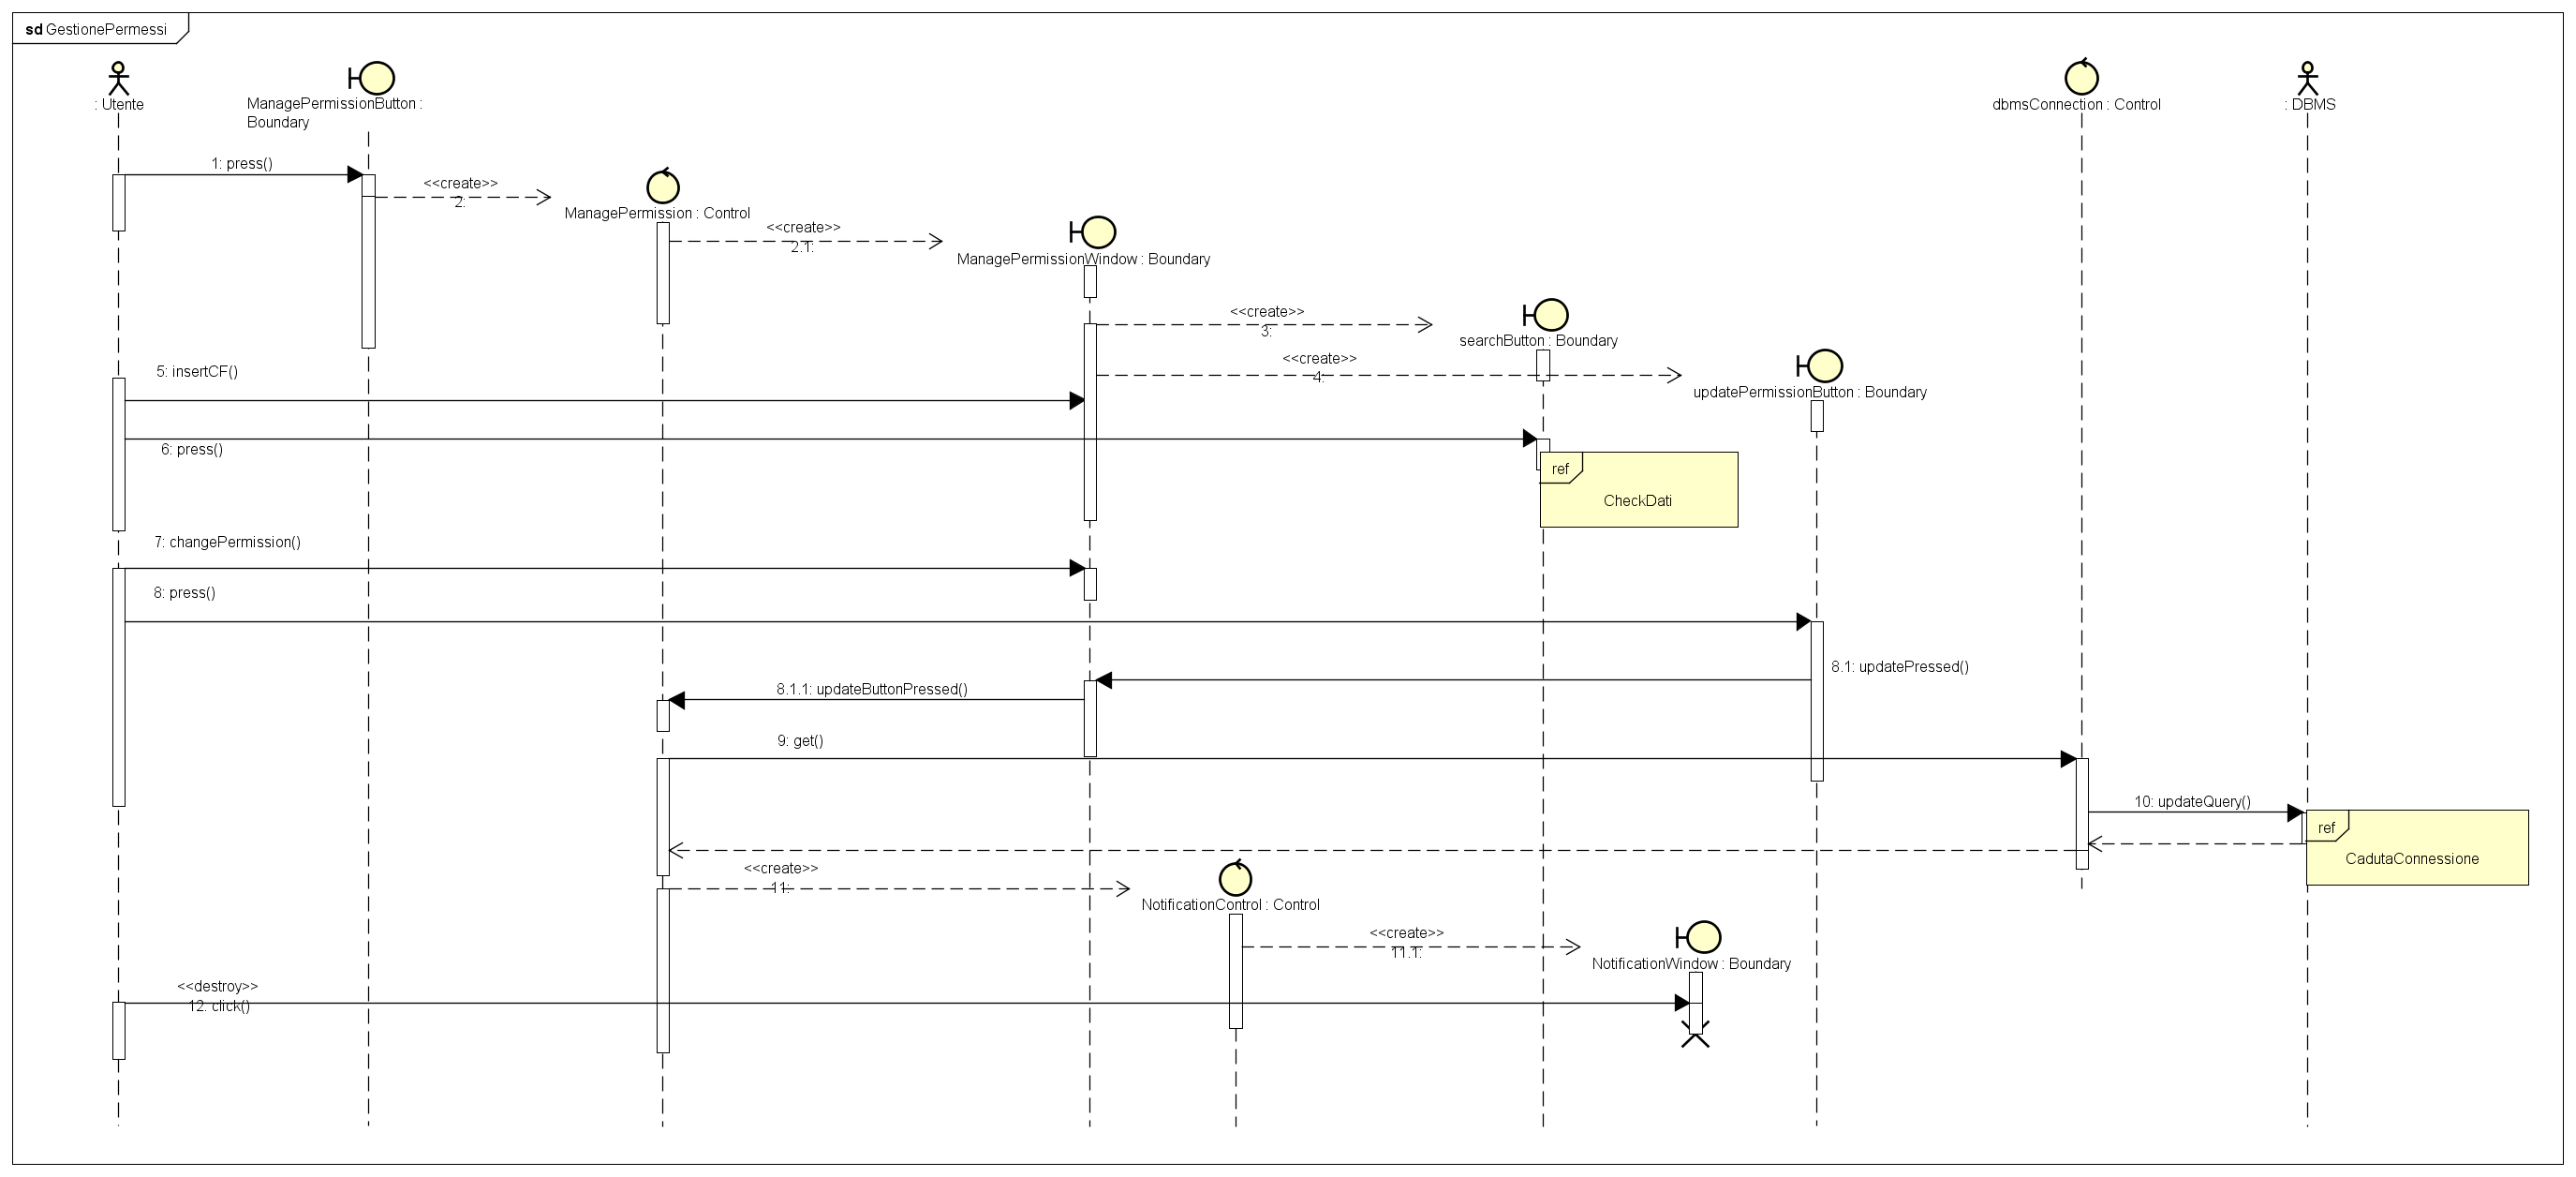 sd GestionePermessi
: Utente
ManagePermissionButton :
Boundary
dbmsConnection : Control
: DBMS
1: press()
<<create>>
2:
ManagePermission : Control
<<create>>
2.1:
ManagePermissionWindow : Boundary
<<create>>
3:
searchButton : Boundary
<<create>>
4:
updatePermissionButton : Boundary
5: insertCF()
6: press()
ref
CheckDati
7: changePermission()
8: press()
8.1: updatePressed()
8.1.1: updateButtonPressed()
9: get()
10: updateQuery()
ref
CadutaConnessione
<<create>>
11:
NotificationControl : Control
<<create>>
11.1:
NotificationWindow : Boundary
<<destroy>>
12: click()